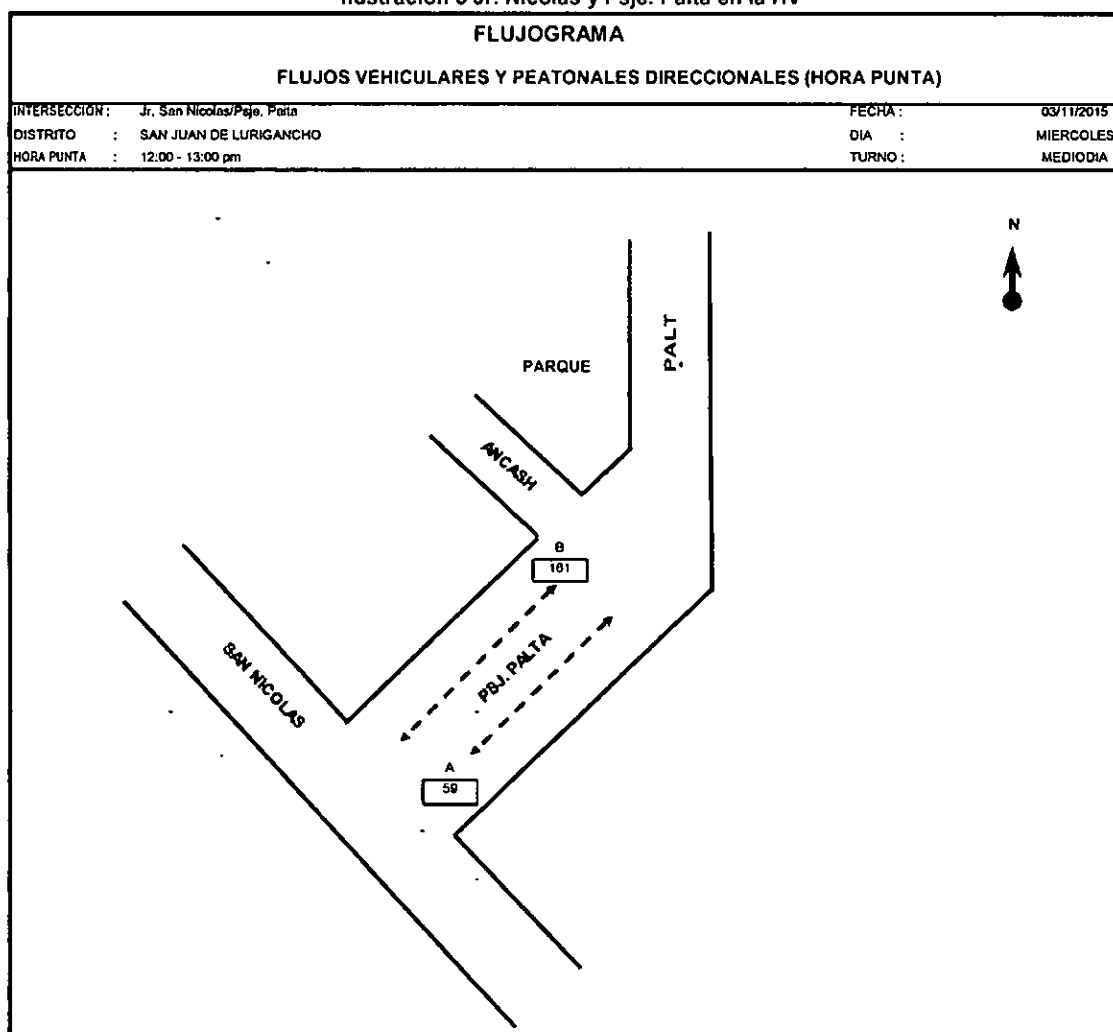 FLUJOGRAMA
FLUJOS VEHICULARES Y PEATONALES DIRECCIONALES (HORA PUNTA)
INTERSECCION : Jr. San Nicolas/Psje. Palta FECHA : 03/11/2015
DISTRITO : SAN JUAN DE LURIGANCHO DIA : MIERCOLES
HORA PUNTA : 12:00 - 13:00 pm TURNO : MEDIODIA
N
PALT
PARQUE
ANCASH
B
161
SAN NICOLAS
PSJ. PALTA
A
59